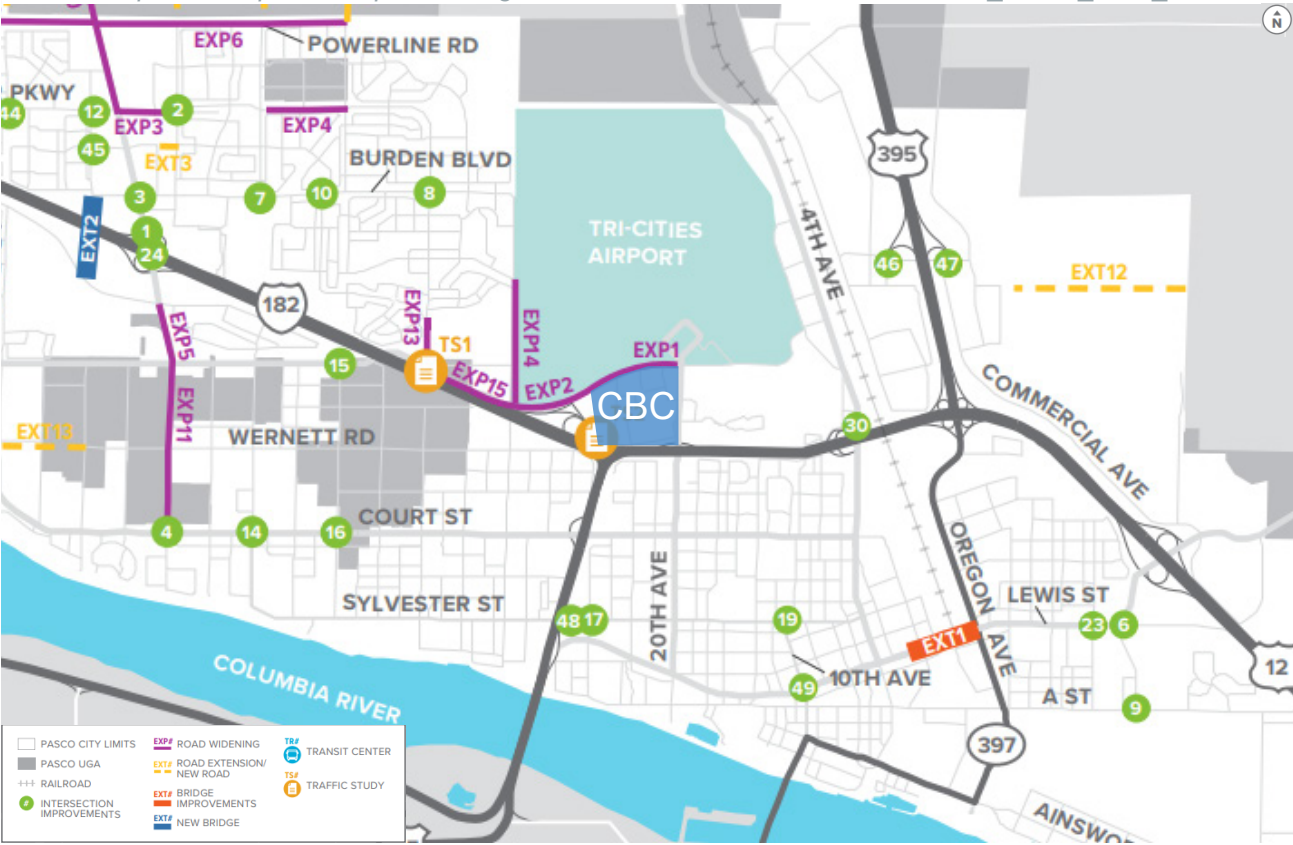 N
EXP6
POWERLINE RD
PKWY
44
12
2
EXP3
EXP4
45
EXT3
BURDEN BLVD
395
3
7
10
8
EXT2
1
24
TRI-CITIES
AIRPORT
4TH AVE
46
47
EXT12
182
EXP5
EXP13
EXP14
TS1
15
EXP15
EXP2
EXP1
CBC
COMMERCIAL AVE
EXP11
EXT13
WERNETT RD
30
4
14
16
COURT ST
OREGON AVE
SYLVESTER ST
20TH AVE
LEWIS ST
48
17
19
23
6
EXT1
12
COLUMBIA RIVER
10TH AVE
49
A ST
9
397
AINSWO
PASCO CITY LIMITS
PASCO UGA
RAILROAD
#
INTERSECTION
IMPROVEMENTS
EXP# ROAD WIDENING
EXT# ROAD EXTENSION/
NEW ROAD
EXT# BRIDGE
IMPROVEMENTS
EXT# NEW BRIDGE
TR#
TRANSIT CENTER
TS#
TRAFFIC STUDY